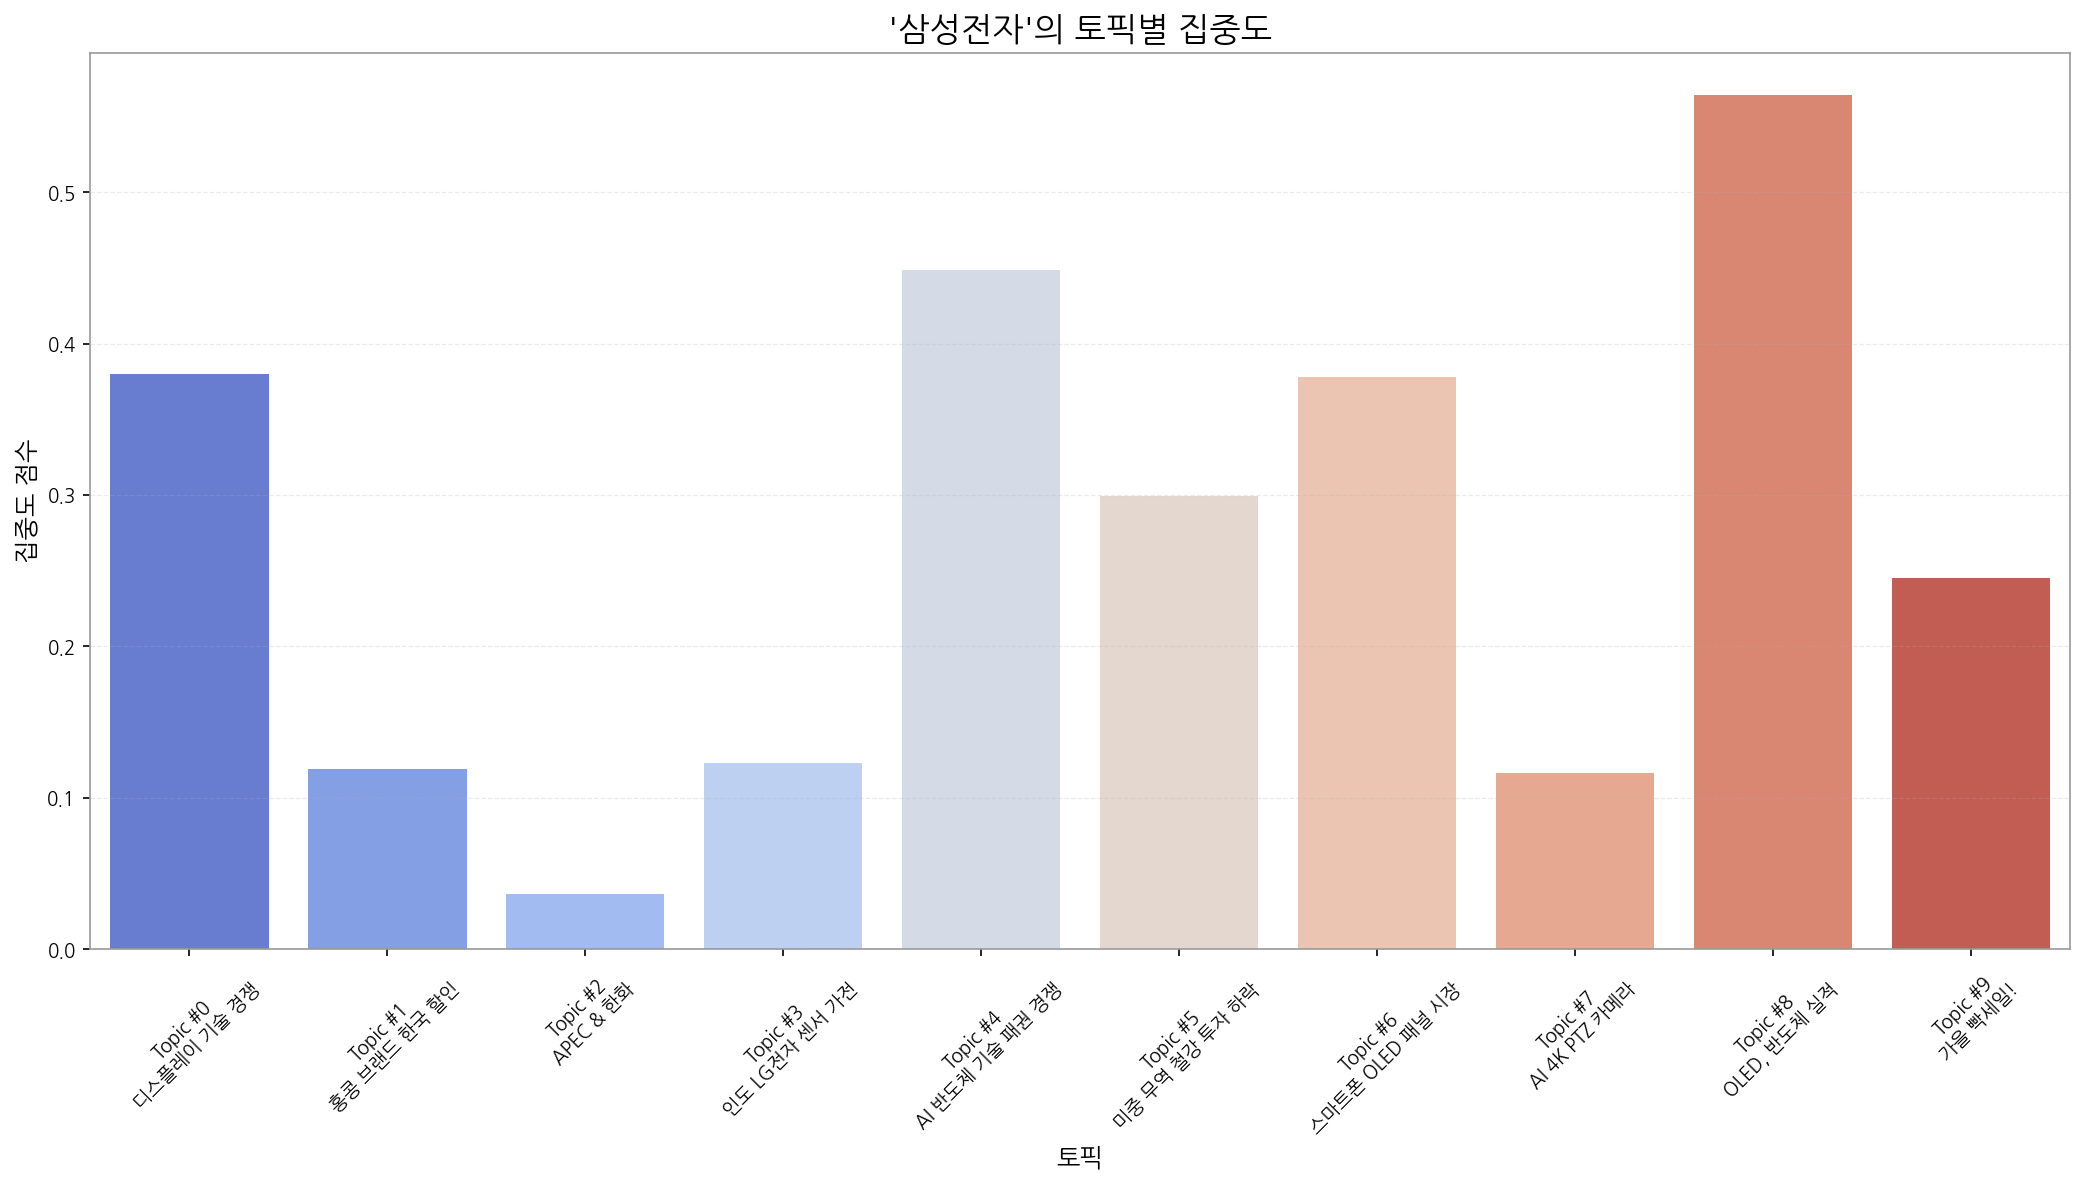 '삼성전자'의 토픽별 집중도
집중도 점수
0.5
0.4
0.3
0.2
0.1
0.0
Topic #0
디스플레이 기술 경쟁
Topic #1
홍콩 브랜드 한국 할인
Topic #2
APEC & 한화
Topic #3
인도 LG전자 센서 가전
Topic #4
AI 반도체 기술 패권 경쟁
Topic #5
미중 무역 철강 투자 하락
Topic #6
스마트폰 OLED 패널 시장
Topic #7
AI 4K PTZ 카메라
Topic #8
OLED, 반도체 실적
Topic #9
가을 빡세일!
토픽